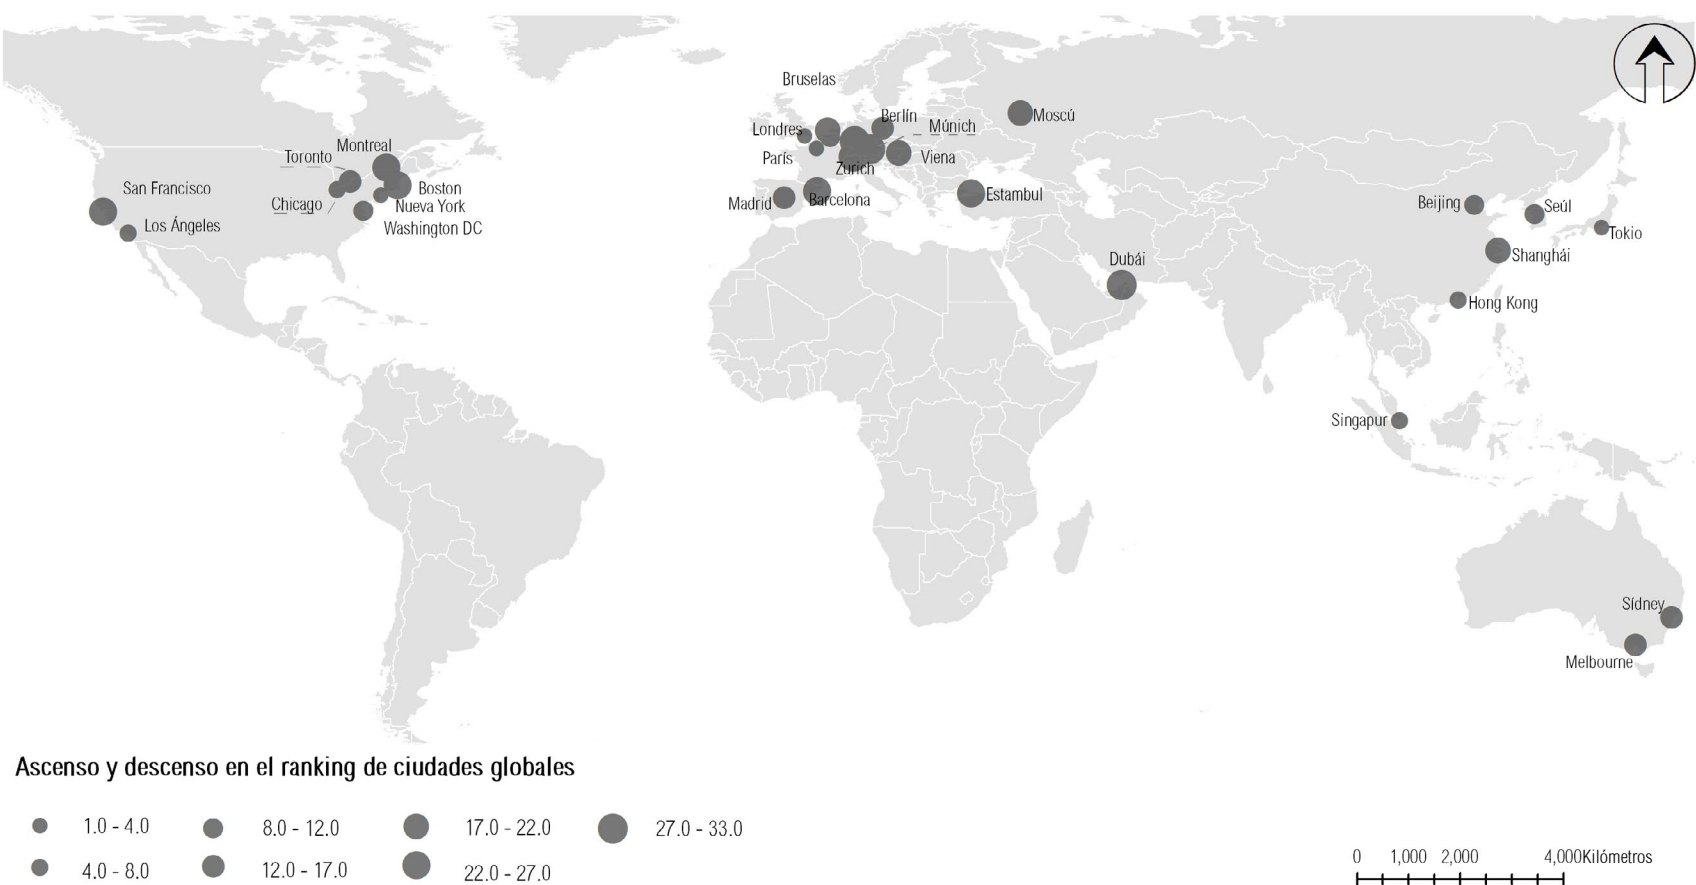 Bruselas
Berlín
Moscú
Londres
Múnich
Montreal
Toronto
París
Viena
Zurich
San Francisco
Boston
Estambul
Madrid
Barcelona
Chicago
Nueva York
Beijing
Seúl
Los Ángeles
Washington DC
Tokio
Shanghái
Dubái
Hong Kong
Singapur
Sídney
Melbourne
Ascenso y descenso en el ranking de ciudades globales
1.0 - 4.0
8.0 - 12.0
17.0 - 22.0
27.0 - 33.0
4.0 - 8.0
12.0 - 17.0
22.0 - 27.0
0 1,000 2,000 4,000Kilómetros